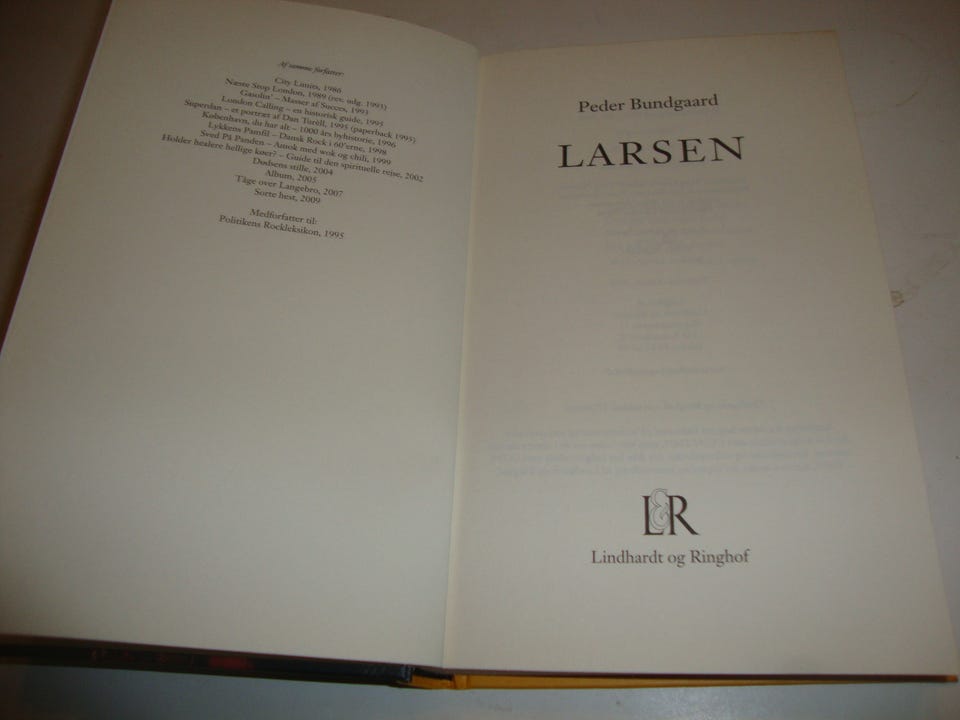 Af samme forfatter:
City Limits, 1986
Næste Stop London, 1989 (rev. udg. 1993)
Gasolin' – Masser af Succes, 1993
London Calling – en historisk guide, 1995
Superdan – et portræt af Dan Turèll, 1995 (paperback 1995)
København, du har alt – 1000 års byhistorie, 1996
Lykkens Pamfil – Dansk Rock i 60'erne, 1998
Sved På Panden – Amok med wok og chili, 1999
Holder healere hellige køer? – Guide til den spirituelle rejse, 2002
Dødsens stille, 2004
Album, 2005
Tåge over Langebro, 2007
Sorte hest, 2009
Medforfatter til:
Politikens Rockleksikon, 1995
Peder Bundgaard
LARSEN
L&R
Lindhardt og Ringhof